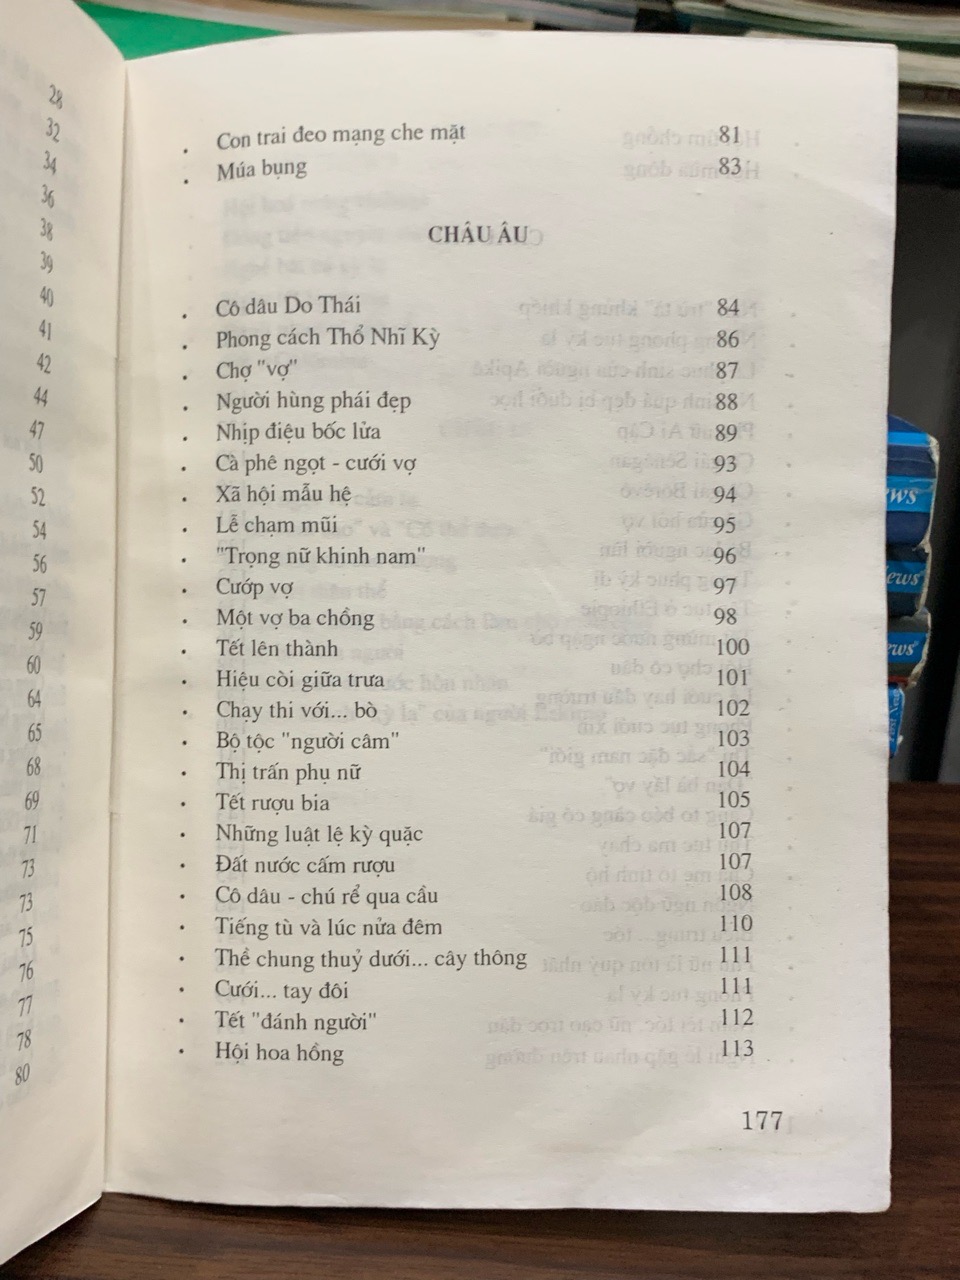 28
32
34
36
38
39
40
41
42
44
47
50
52
54
56
57
59
60
64
65
68
69
71
73
73
75
76
77
78
80
. Con trai đeo mạng che mặt 81
. Múa bụng 83
CHÂU ÂU
. Cô dâu Do Thái 84
. Phong cách Thổ Nhĩ Kỳ 86
. Chợ "vợ" 87
. Người hùng phái đẹp 88
. Nhịp điệu bốc lửa 89
. Cà phê ngọt - cưới vợ 93
. Xã hội mẫu hệ 94
. Lễ chạm mũi 95
. "Trọng nữ khinh nam" 96
. Cướp vợ 97
. Một vợ ba chồng 98
. Tết lên thành 100
. Hiệu còi giữa trưa 101
. Chạy thi với... bò 102
. Bộ tộc "người câm" 103
. Thị trấn phụ nữ 104
. Tết rượu bia 105
. Những luật lệ kỳ quặc 107
. Đất nước cấm rượu 107
. Cô dâu - chú rể qua cầu 108
. Tiếng tù và lúc nửa đêm 110
. Thề chung thuỷ dưới... cây thông 111
. Cưới... tay đôi 111
. Tết "đánh người" 112
. Hội hoa hồng 113
177
ews
ews